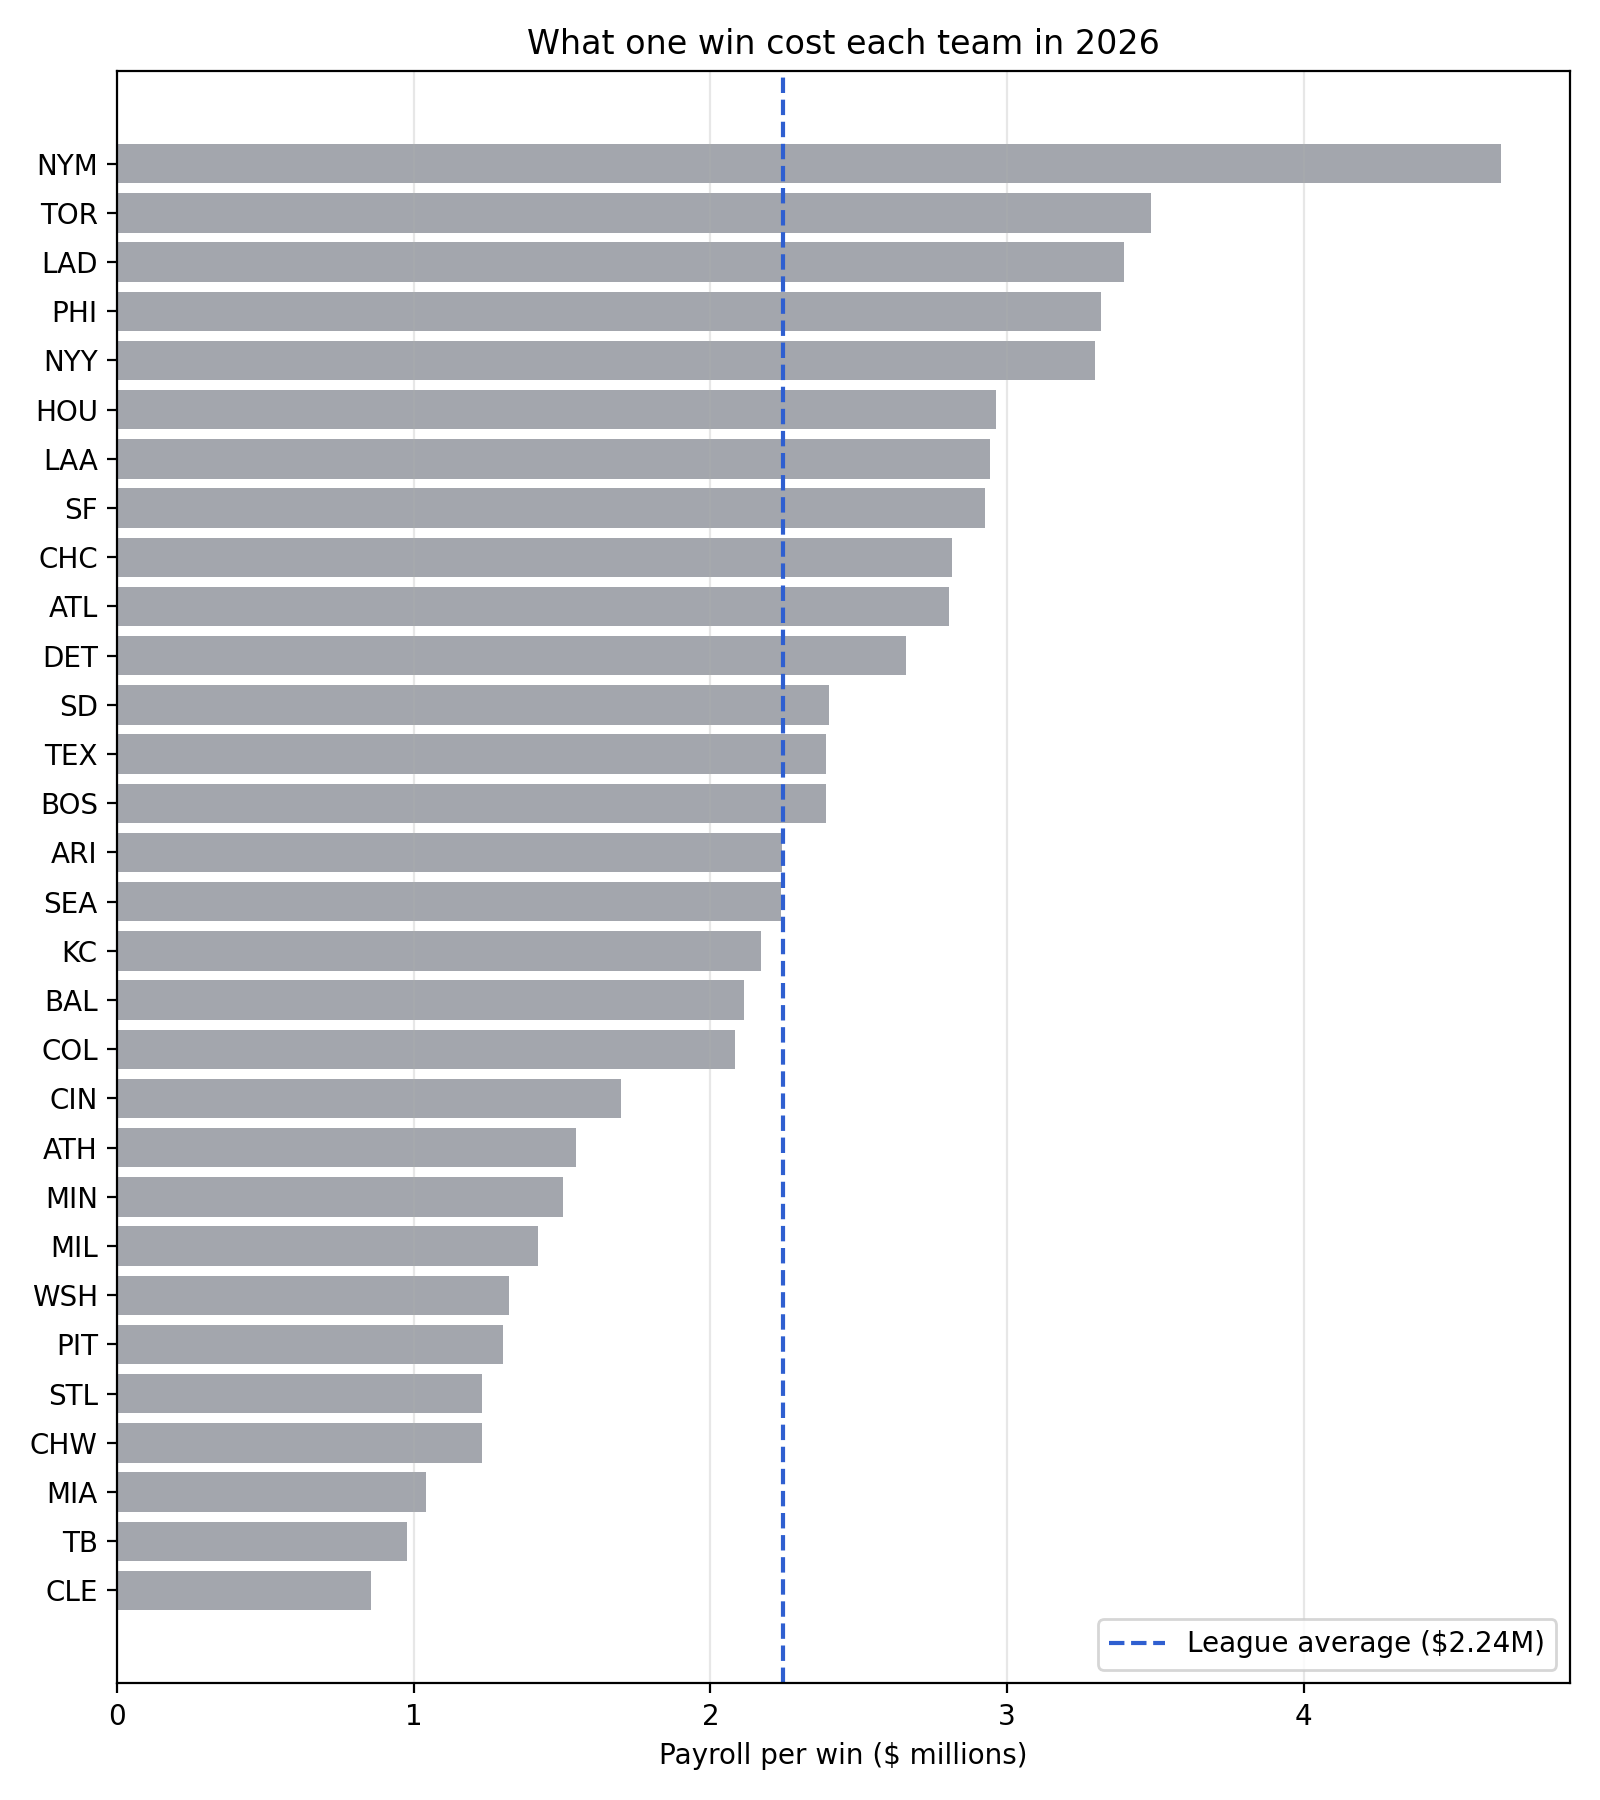 What one win cost each team in 2026
NYM
TOR
LAD
PHI
NYY
HOU
LAA
SF
CHC
ATL
DET
SD
TEX
BOS
ARI
SEA
KC
BAL
COL
CIN
ATH
MIN
MIL
WSH
PIT
STL
CHW
MIA
TB
CLE
League average ($2.24M)
0 1 2 3 4
Payroll per win ($ millions)